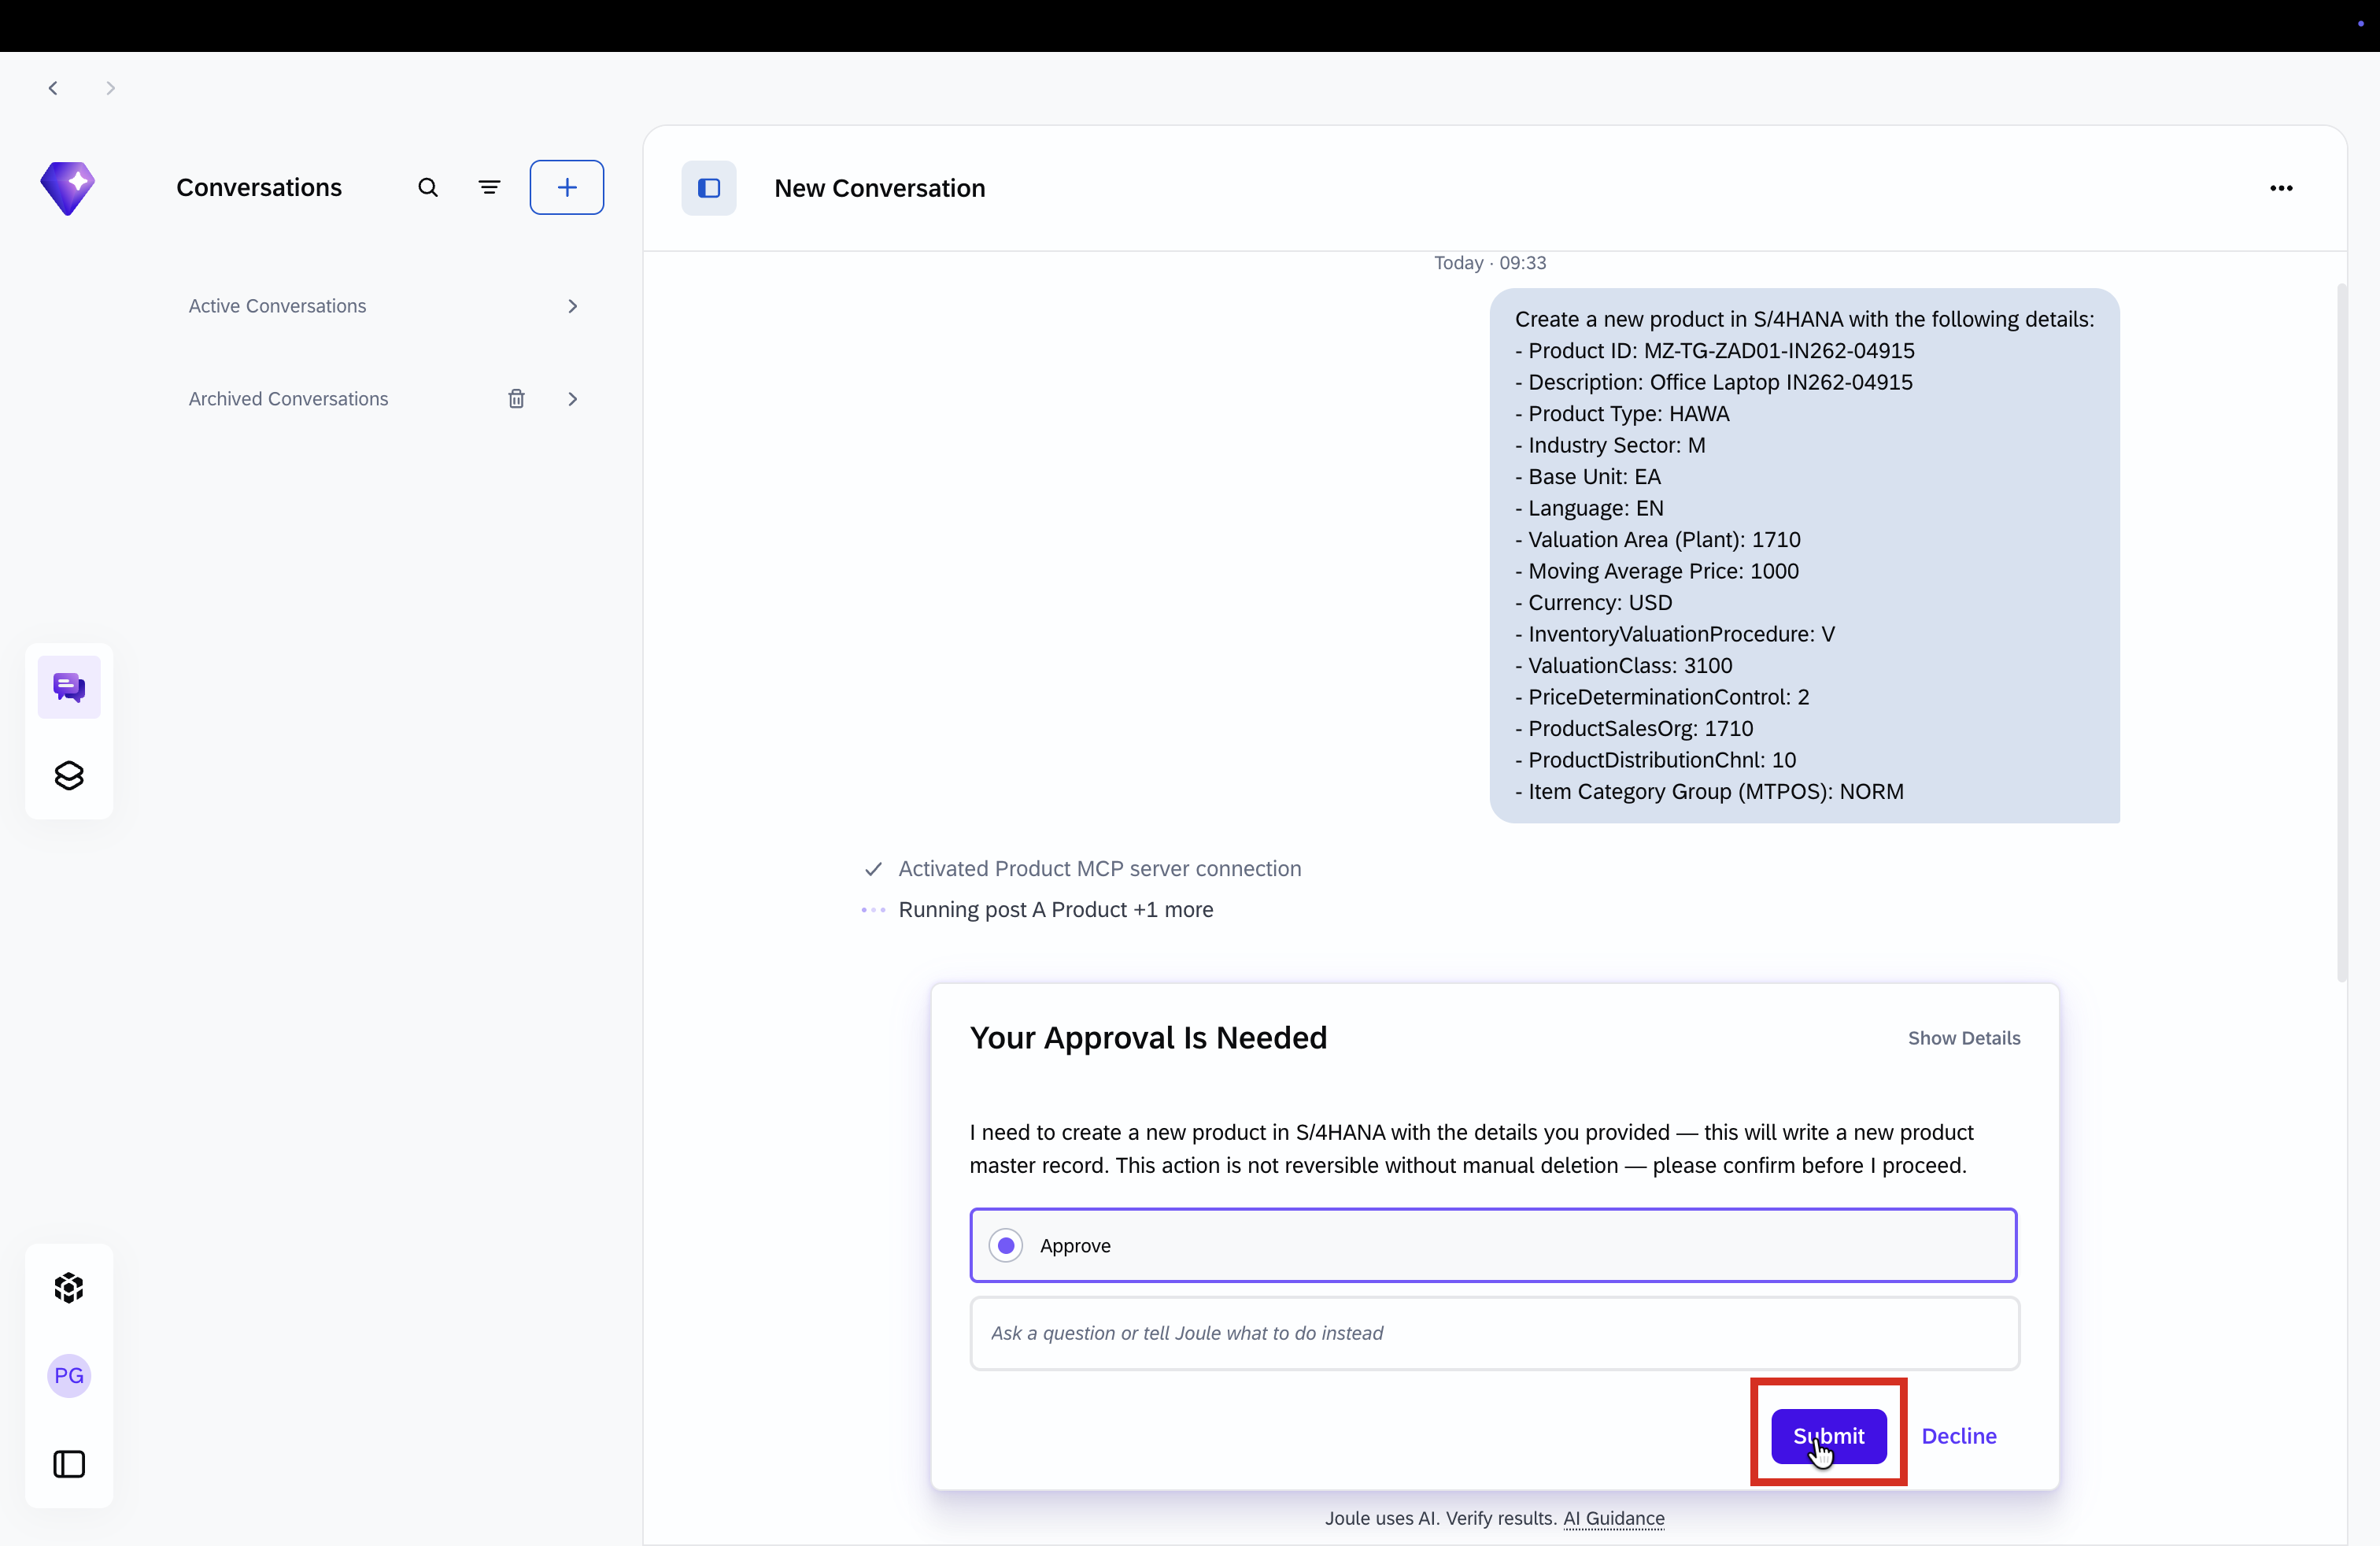 Conversations
New Conversation
Active Conversations
Archived Conversations
Today · 09:33
Create a new product in S/4HANA with the following details:
- Product ID: MZ-TG-ZAD01-IN262-04915
- Description: Office Laptop IN262-04915
- Product Type: HAWA
- Industry Sector: M
- Base Unit: EA
- Language: EN
- Valuation Area (Plant): 1710
- Moving Average Price: 1000
- Currency: USD
- InventoryValuationProcedure: V
- ValuationClass: 3100
- PriceDeterminationControl: 2
- ProductSalesOrg: 1710
- ProductDistributionChnl: 10
- Item Category Group (MTPOS): NORM
Activated Product MCP server connection
Running post A Product +1 more
Your Approval Is Needed
Show Details
I need to create a new product in S/4HANA with the details you provided — this will write a new product
master record. This action is not reversible without manual deletion — please confirm before I proceed.
Approve
Ask a question or tell Joule what to do instead
Submit
Decline
PG
Joule uses AI. Verify results. AI Guidance